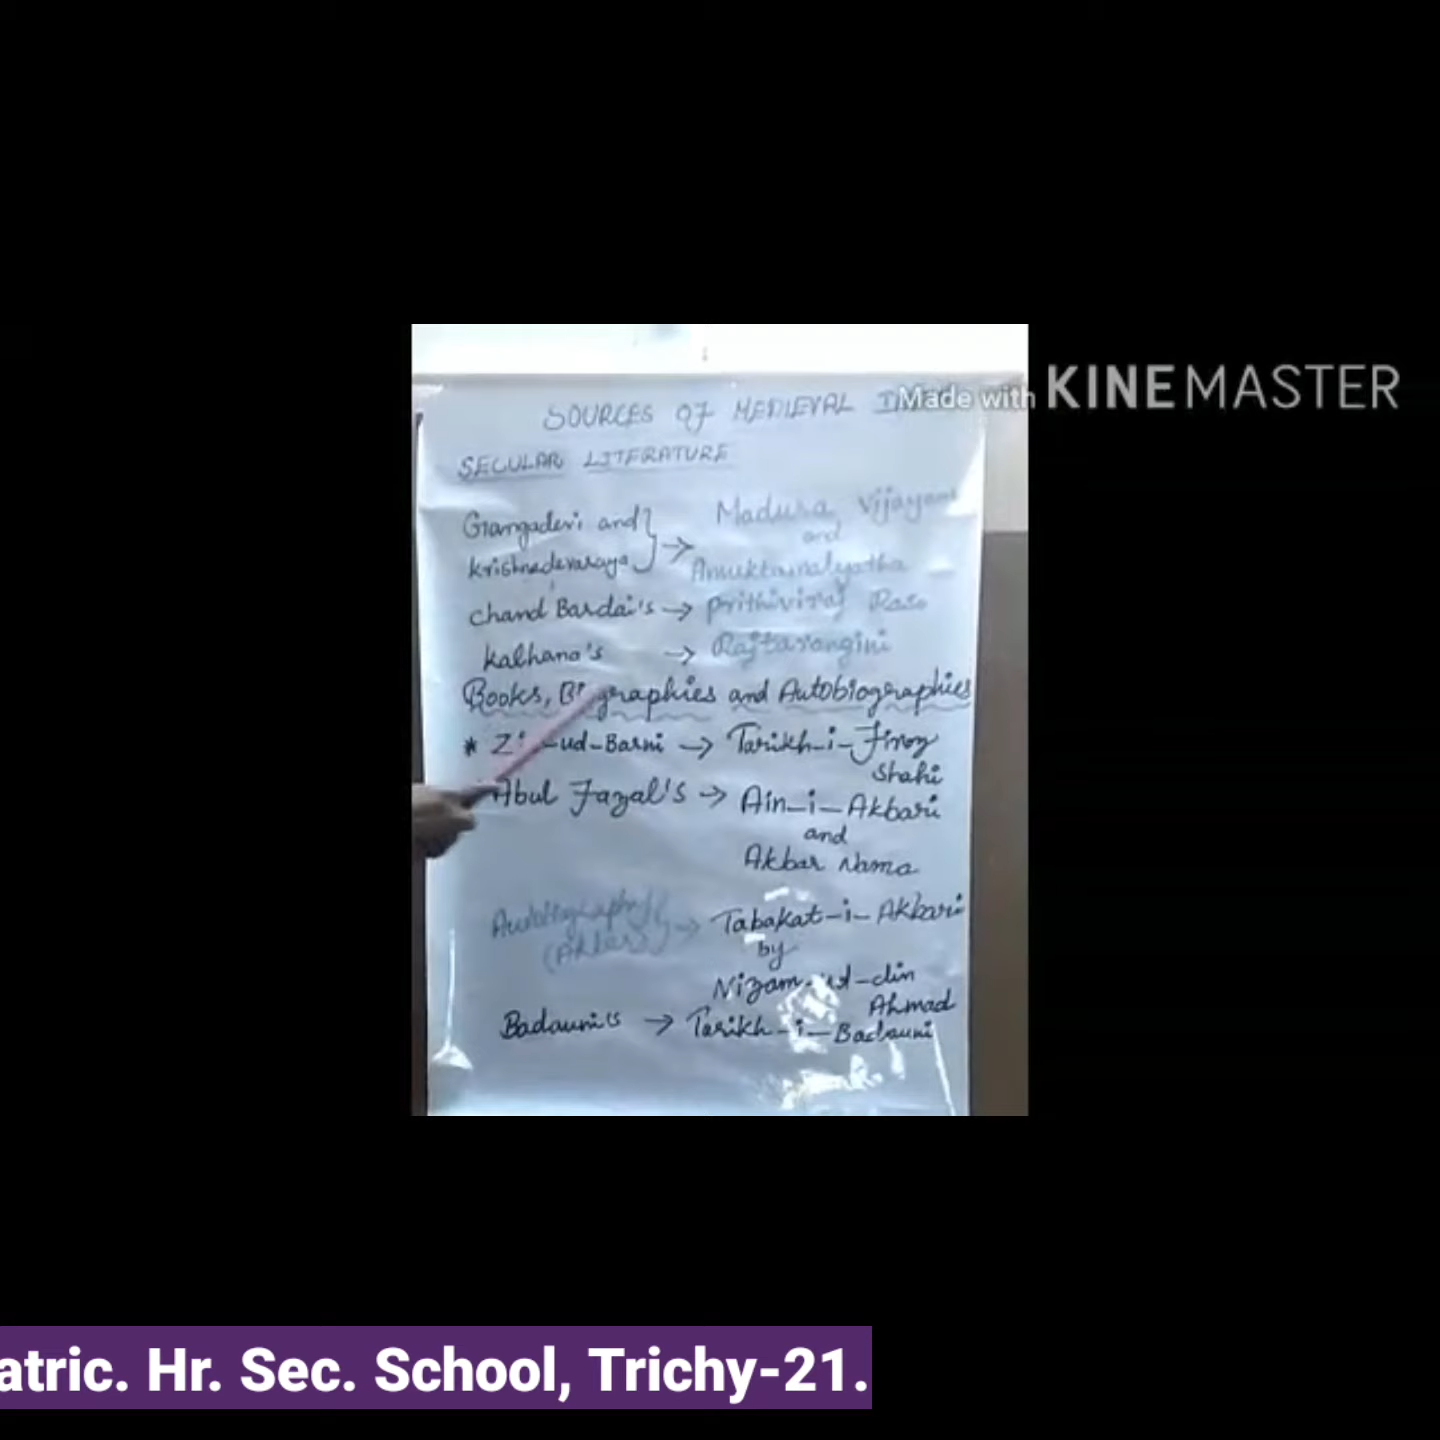 Made with KINEMASTER
SOURCES OF MEDIEVAL
SECULAR LITERATURE
Gangadevi and
Krishnadevaraya
→ Madura Vijayam
and
Amuktamalyatha
Chand Bardai's → Prithiviraj Raso
Kalhana's → Rajtarangini
Books, Biographies and Autobiographies
* -ud-Barni → Tarikh-i-Firoz
Shahi
Abul Fazal's → Ain-i-Akbari
and
Akbar Nama
Autobiography
(Akbar) → Tabakat-i-Akbari
by
Nizam-ud-din
Ahmad
Badauni's → Tarikh-i-Badauni
atric. Hr. Sec. School, Trichy-21.